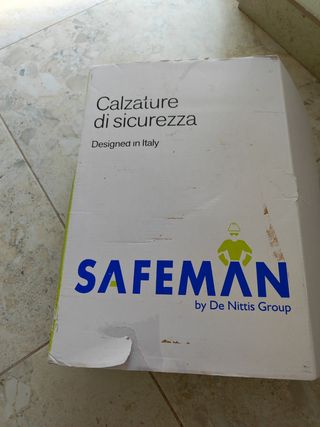 Calzature
di sicurezza
Designed in Italy
SAFEMAN
by De Nittis Group